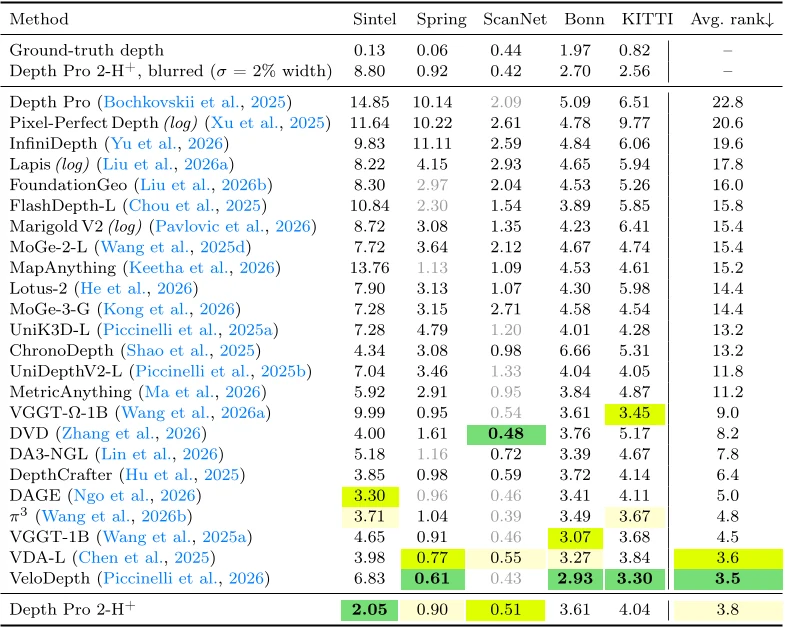 Method Sintel Spring ScanNet Bonn KITTI Avg. rank↓
Ground-truth depth 0.13 0.06 0.44 1.97 0.82 –
Depth Pro 2-H⁺, blurred (σ = 2% width) 8.80 0.92 0.42 2.70 2.56 –
Depth Pro (Bochkovskii et al., 2025) 14.85 10.14 2.09 5.09 6.51 22.8
Pixel-Perfect Depth (log) (Xu et al., 2025) 11.64 10.22 2.61 4.78 9.77 20.6
InfiniDepth (Yu et al., 2026) 9.83 11.11 2.59 4.84 6.06 19.6
Lapis (log) (Liu et al., 2026a) 8.22 4.15 2.93 4.65 5.94 17.8
FoundationGeo (Liu et al., 2026b) 8.30 2.97 2.04 4.53 5.26 16.0
FlashDepth-L (Chou et al., 2025) 10.84 2.30 1.54 3.89 5.85 15.8
Marigold V2 (log) (Pavlovic et al., 2026) 8.72 3.08 1.35 4.23 6.41 15.4
MoGe-2-L (Wang et al., 2025d) 7.72 3.64 2.12 4.67 4.74 15.4
MapAnything (Keetha et al., 2026) 13.76 1.13 1.09 4.53 4.61 15.2
Lotus-2 (He et al., 2026) 7.90 3.13 1.07 4.30 5.98 14.4
MoGe-3-G (Kong et al., 2026) 7.28 3.15 2.71 4.58 4.54 14.4
UniK3D-L (Piccinelli et al., 2025a) 7.28 4.79 1.20 4.01 4.28 13.2
ChronoDepth (Shao et al., 2025) 4.34 3.08 0.98 6.66 5.31 13.2
UniDepthV2-L (Piccinelli et al., 2025b) 7.04 3.46 1.33 4.04 4.05 11.8
MetricAnything (Ma et al., 2026) 5.92 2.91 0.95 3.84 4.87 11.2
VGGT-Ω-1B (Wang et al., 2026a) 9.99 0.95 0.54 3.61 3.45 9.0
DVD (Zhang et al., 2026) 4.00 1.61 0.48 3.76 5.17 8.2
DA3-NGL (Lin et al., 2026) 5.18 1.16 0.72 3.39 4.67 7.8
DepthCrafter (Hu et al., 2025) 3.85 0.98 0.59 3.72 4.14 6.4
DAGE (Ngo et al., 2026) 3.30 0.96 0.46 3.41 4.11 5.0
π³ (Wang et al., 2026b) 3.71 1.04 0.39 3.49 3.67 4.8
VGGT-1B (Wang et al., 2025a) 4.65 0.91 0.46 3.07 3.68 4.5
VDA-L (Chen et al., 2025) 3.98 0.77 0.55 3.27 3.84 3.6
VeloDepth (Piccinelli et al., 2026) 6.83 0.61 0.43 2.93 3.30 3.5
Depth Pro 2-H⁺ 2.05 0.90 0.51 3.61 4.04 3.8